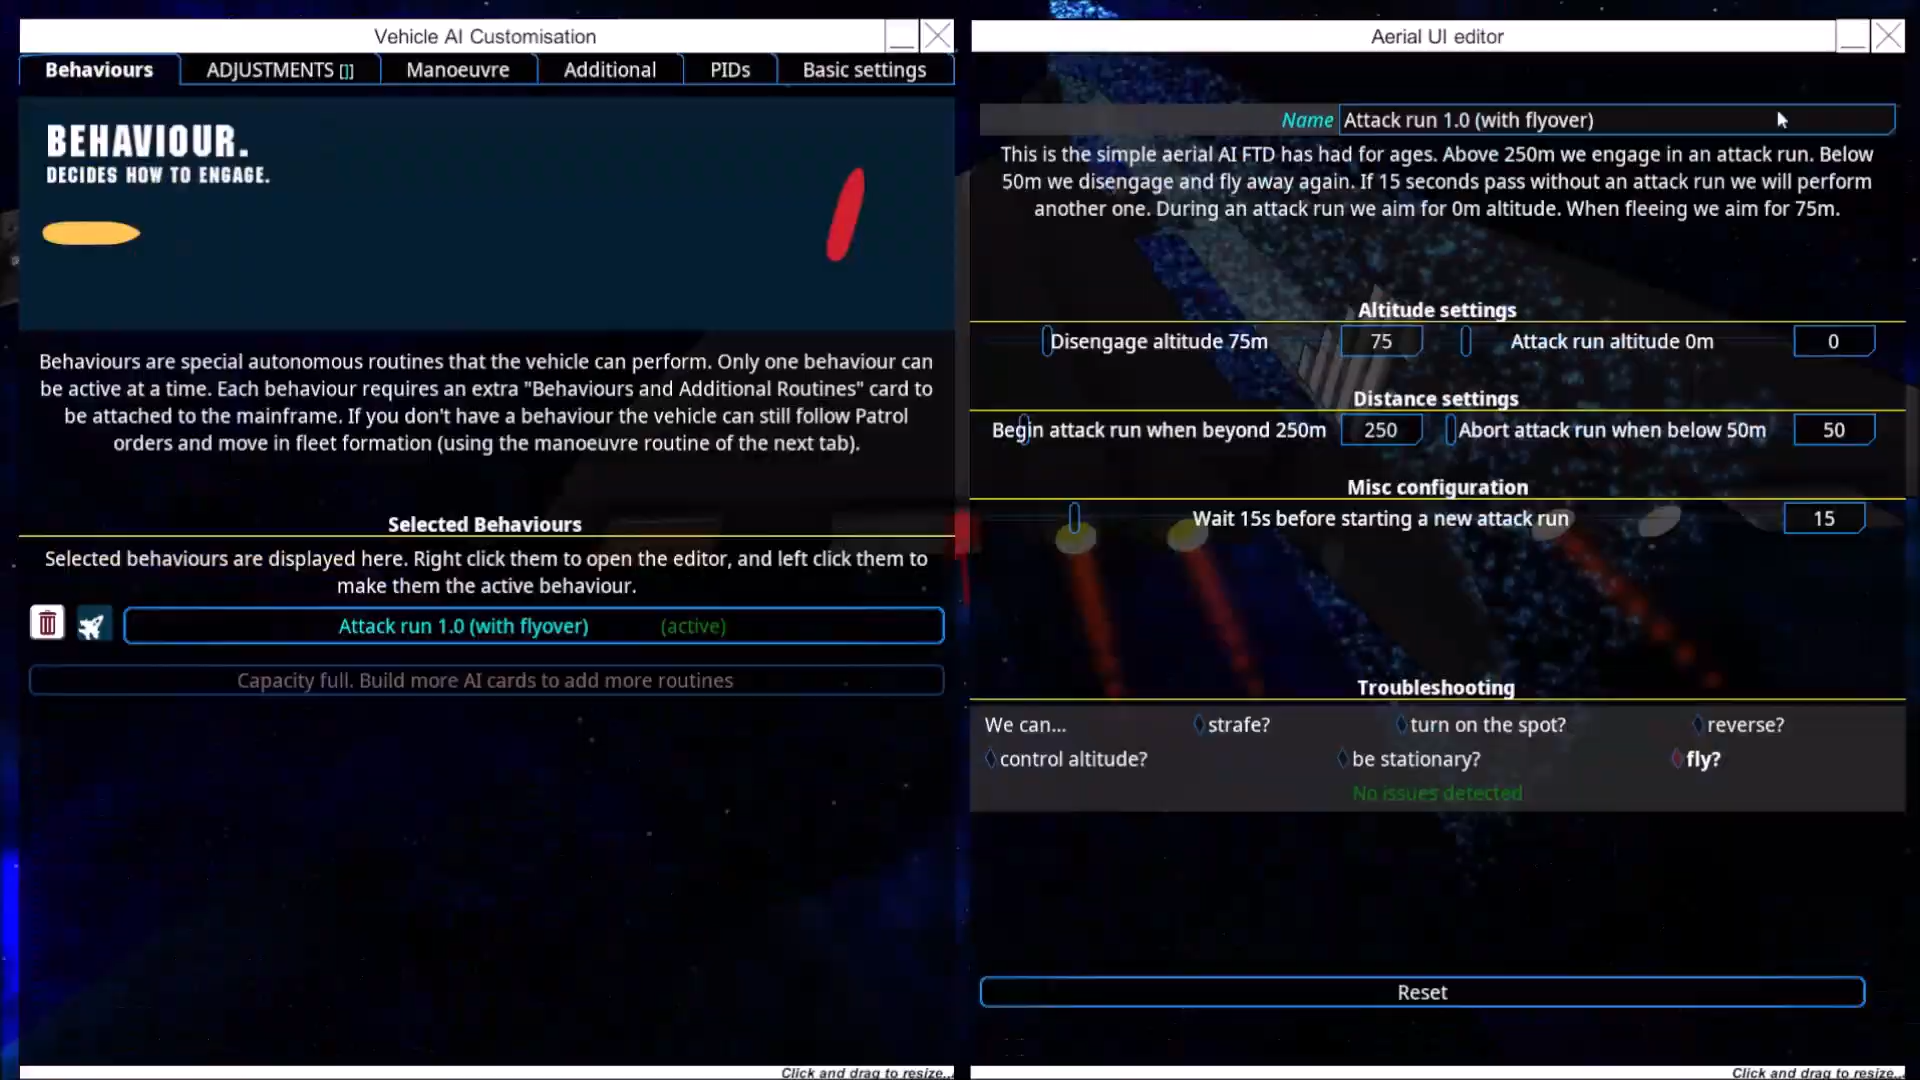 Vehicle AI Customisation
Behaviours
ADJUSTMENTS []
Manoeuvre
Additional
PIDs
Basic settings
BEHAVIOUR.
DECIDES HOW TO ENGAGE.
Behaviours are special autonomous routines that the vehicle can perform. Only one behaviour can
be active at a time. Each behaviour requires an extra "Behaviours and Additional Routines" card to
be attached to the mainframe. If you don't have a behaviour the vehicle can still follow Patrol
orders and move in fleet formation (using the manoeuvre routine of the next tab).
Selected Behaviours
Selected behaviours are displayed here. Right click them to open the editor, and left click them to
make them the active behaviour.
Attack run 1.0 (with flyover) (active)
Capacity full. Build more AI cards to add more routines
Click and drag to resize...
Aerial UI editor
Name Attack run 1.0 (with flyover)
This is the simple aerial AI FTD has had for ages. Above 250m we engage in an attack run. Below
50m we disengage and fly away again. If 15 seconds pass without an attack run we will perform
another one. During an attack run we aim for 0m altitude. When fleeing we aim for 75m.
Altitude settings
Disengage altitude 75m 75 Attack run altitude 0m 0
Distance settings
Begin attack run when beyond 250m 250 Abort attack run when below 50m 50
Misc configuration
Wait 15s before starting a new attack run 15
Troubleshooting
We can... strafe? turn on the spot? reverse?
control altitude? be stationary? fly?
No issues detected
Reset
Click and drag to resize...